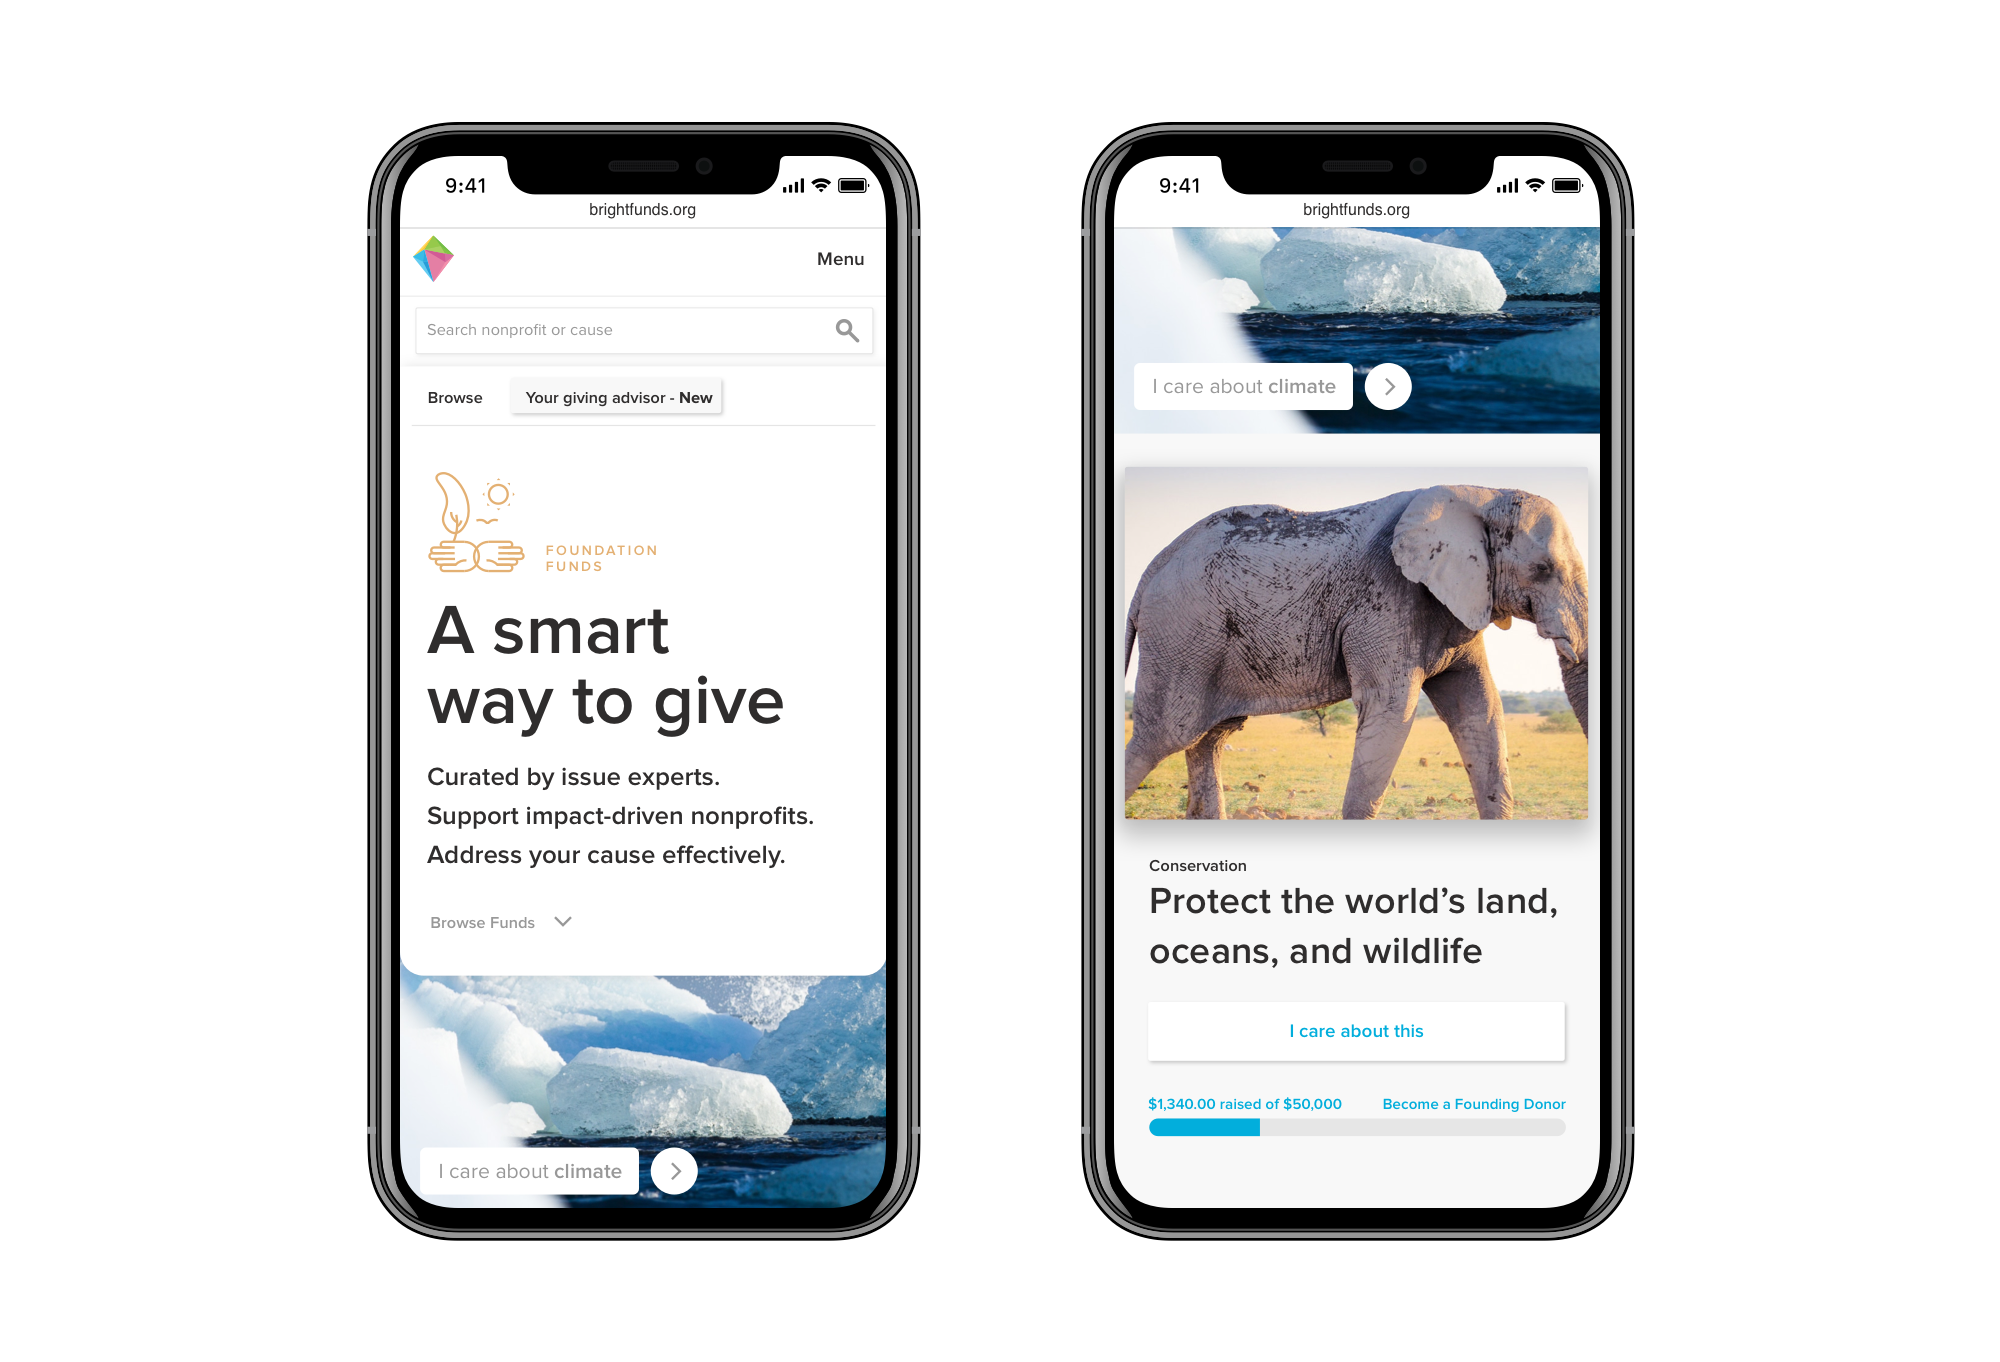 9:41
brightfunds.org
Menu
Search nonprofit or cause
Browse
Your giving advisor - New
FOUNDATION
FUNDS
A smart
way to give
Curated by issue experts.
Support impact-driven nonprofits.
Address your cause effectively.
Browse Funds
I care about climate
9:41
brightfunds.org
I care about climate
Conservation
Protect the world’s land,
oceans, and wildlife
I care about this
$1,340.00 raised of $50,000
Become a Founding Donor